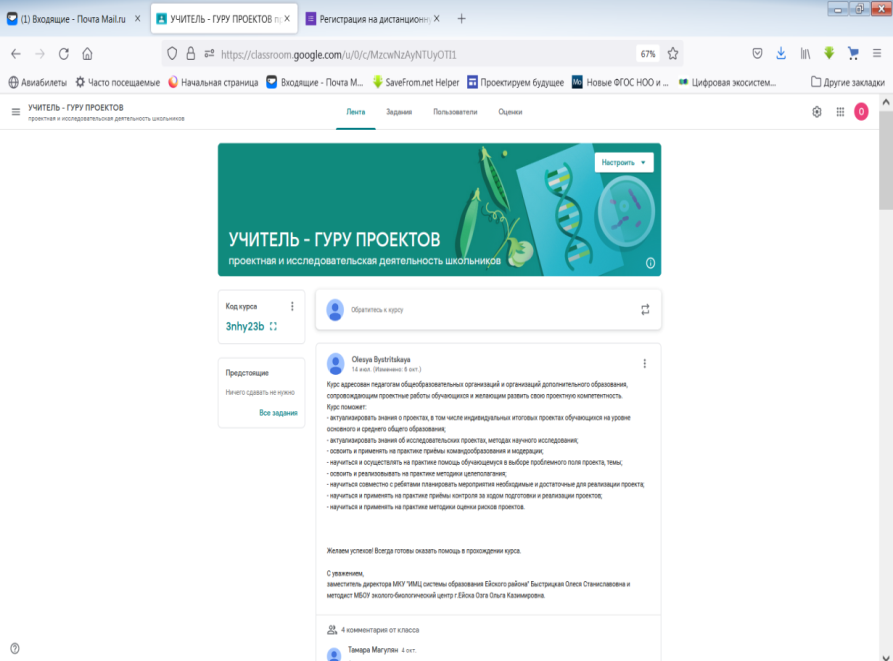 (1) Входящие - Почта Mail.ru
УЧИТЕЛЬ - ГУРУ ПРОЕКТОВ п
Регистрация на дистанционн
https://classroom.google.com/u/0/c/MzcwNzAyNTUyOTI1
67%
Авиабилеты
Часто посещаемые
Начальная страница
Входящие - Почта М...
SaveFrom.net Helper
Проектируем будущее
Мо Новые ФГОС НОО и ...
Цифровая экосистем...
Другие закладки
УЧИТЕЛЬ - ГУРУ ПРОЕКТОВ
проектная и исследовательская деятельность школьников
Лента
Задания
Пользователи
Оценки
O
Настроить
УЧИТЕЛЬ - ГУРУ ПРОЕКТОВ
проектная и исследовательская деятельность школьников
Код курса
3nhy23b
Обратитесь к курсу
Предстоящие
Ничего сдавать не нужно
Все задания
Olesya Bystritskaya
14 июл. (Изменено: 6 окт.)
Курс адресован педагогам общеобразовательных организаций и организаций дополнительного образования,
сопровождающим проектные работы обучающихся и желающим развить свою проектную компетентность.
Курс поможет:
- актуализировать знания о проектах, в том числе индивидуальных итоговых проектах обучающихся на уровне
основного и среднего общего образования;
- актуализировать знания об исследовательских проектах, методах научного исследования;
- освоить и применять на практике приёмы командообразования и модерации;
- научиться и осуществлять на практике помощь обучающемуся в выборе проблемного поля проекта, темы;
- освоить и реализовывать на практике методики целеполагания;
- научиться совместно с ребятами планировать мероприятия необходимые и достаточные для реализации проекта;
- научиться и применять на практике приёмы контроля за ходом подготовки и реализации проектов;
- научиться и применять на практике методики оценки рисков проектов.
Желаем успехов! Всегда готовы оказать помощь в прохождении курса.
С уважением,
заместитель директора МКУ "ИМЦ системы образования Ейского района" Быстрицкая Олеся Станиславовна и
методист МБОУ эколого-биологический центр г.Ейска Озга Ольга Казимировна.
4 комментария от класса
Тамара Магулян 4 окт.